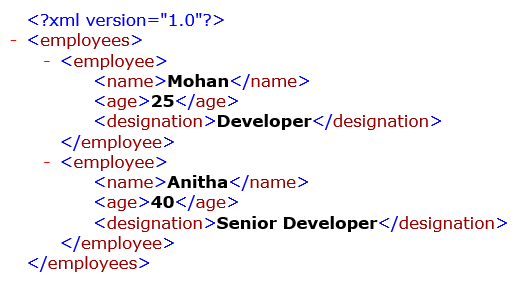 <?xml version="1.0"?>
- <employees>
- <employee>
<name>Mohan</name>
<age>25</age>
<designation>Developer</designation>
</employee>
- <employee>
<name>Anitha</name>
<age>40</age>
<designation>Senior Developer</designation>
</employee>
</employees>